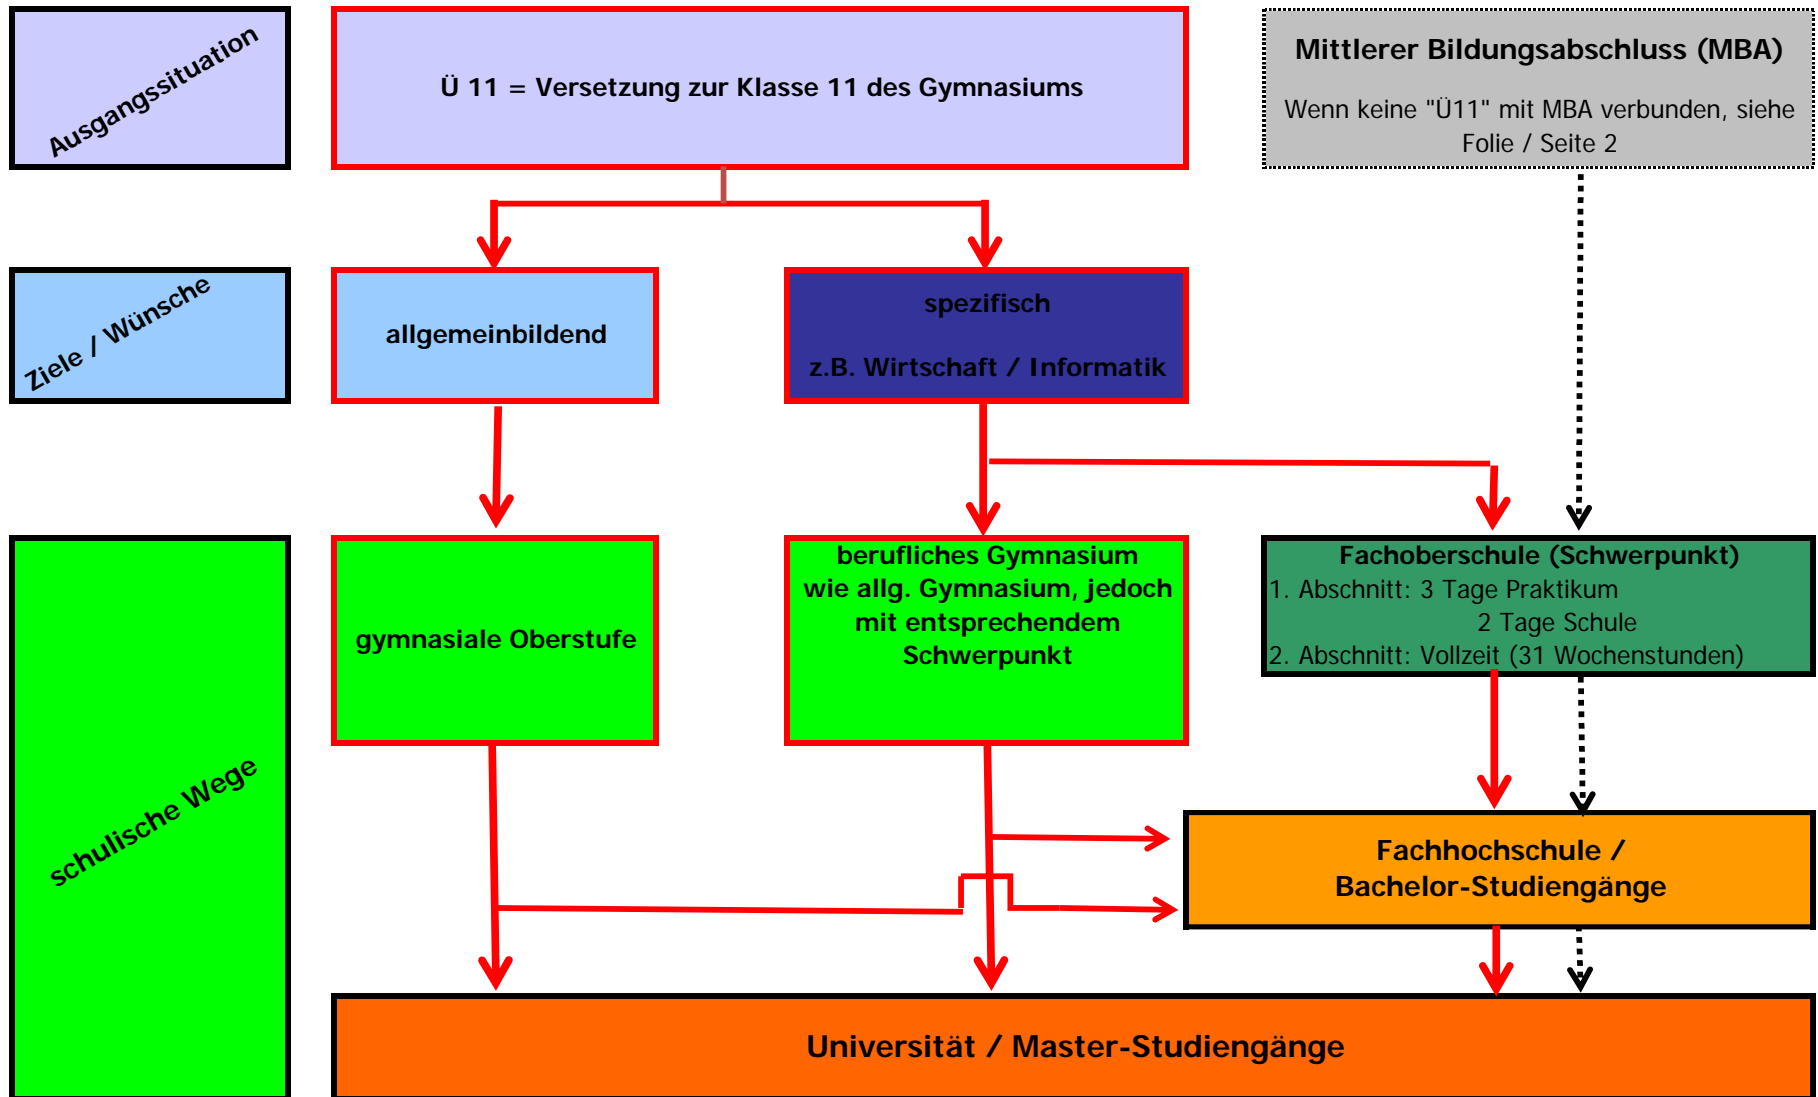 Ausgangssituation
Ü 11 = Versetzung zur Klasse 11 des Gymnasiums
Mittlerer Bildungsabschluss (MBA)
Wenn keine "Ü11" mit MBA verbunden, siehe
Folie / Seite 2
Ziele / Wünsche
allgemeinbildend
spezifisch
z.B. Wirtschaft / Informatik
schulische Wege
gymnasiale Oberstufe
berufliches Gymnasium
wie allg. Gymnasium, jedoch
mit entsprechendem
Schwerpunkt
Fachoberschule (Schwerpunkt)
1. Abschnitt: 3 Tage Praktikum
2 Tage Schule
2. Abschnitt: Vollzeit (31 Wochenstunden)
Fachhochschule /
Bachelor-Studiengänge
Universität / Master-Studiengänge